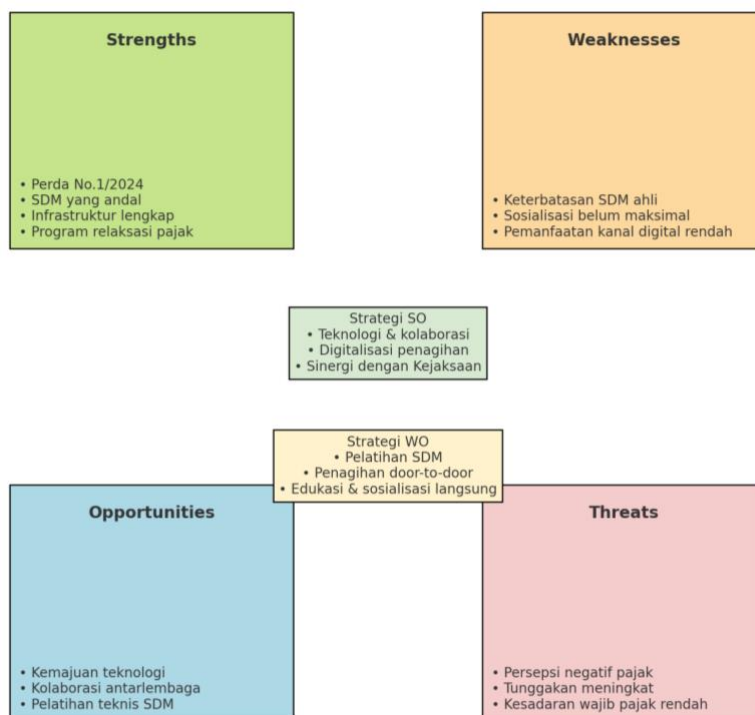 Strengths
• Perda No.1/2024
• SDM yang andal
• Infrastruktur lengkap
• Program relaksasi pajak
Weaknesses
• Keterbatasan SDM ahli
• Sosialisasi belum maksimal
• Pemanfaatan kanal digital rendah
Strategi SO
• Teknologi & kolaborasi
• Digitalisasi penagihan
• Sinergi dengan Kejaksaan
Strategi WO
• Pelatihan SDM
• Penagihan door-to-door
• Edukasi & sosialisasi langsung
Opportunities
• Kemajuan teknologi
• Kolaborasi antarlembaga
• Pelatihan teknis SDM
Threats
• Persepsi negatif pajak
• Tunggakan meningkat
• Kesadaran wajib pajak rendah